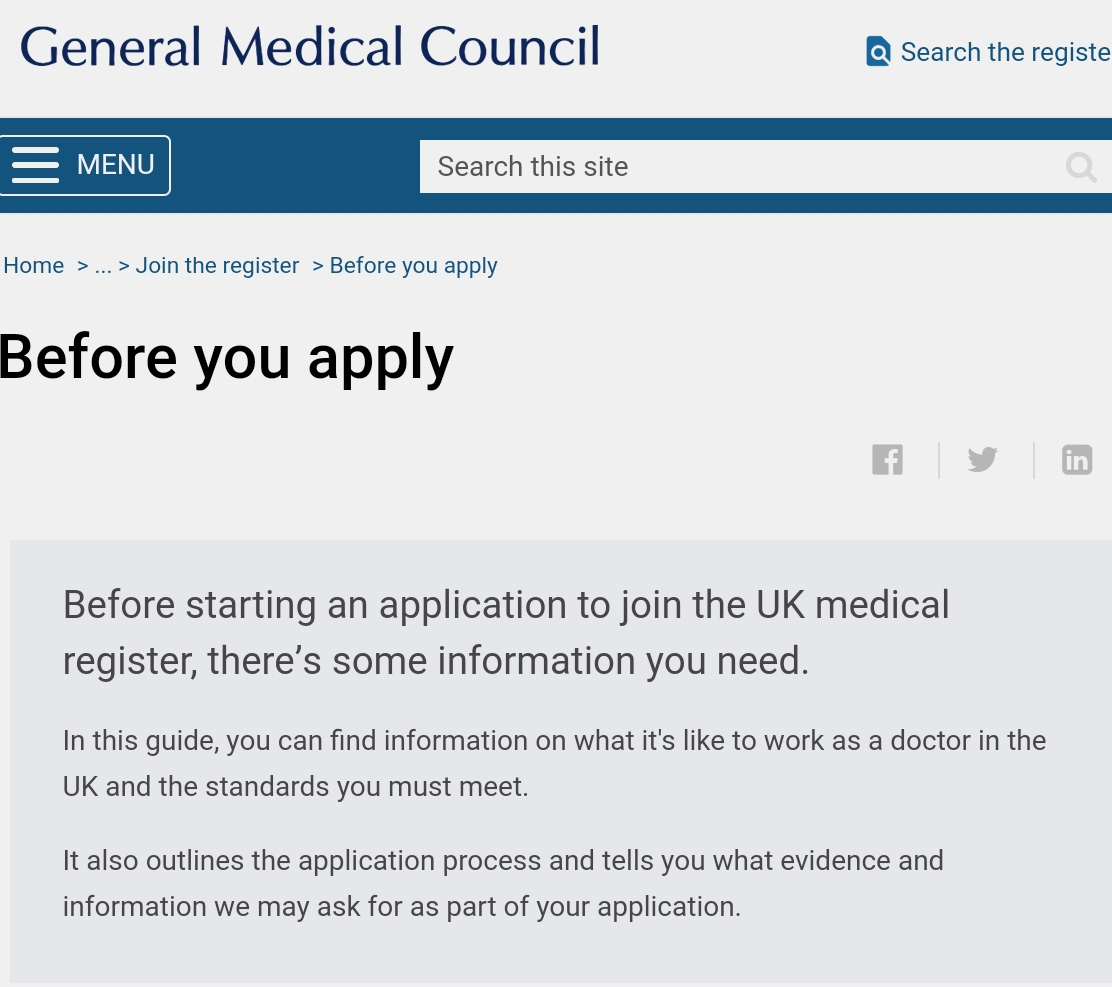 General Medical Council
Search the registe
MENU
Search this site
Home > ... > Join the register > Before you apply
Before you apply
Before starting an application to join the UK medical
register, there’s some information you need.
In this guide, you can find information on what it's like to work as a doctor in the
UK and the standards you must meet.
It also outlines the application process and tells you what evidence and
information we may ask for as part of your application.